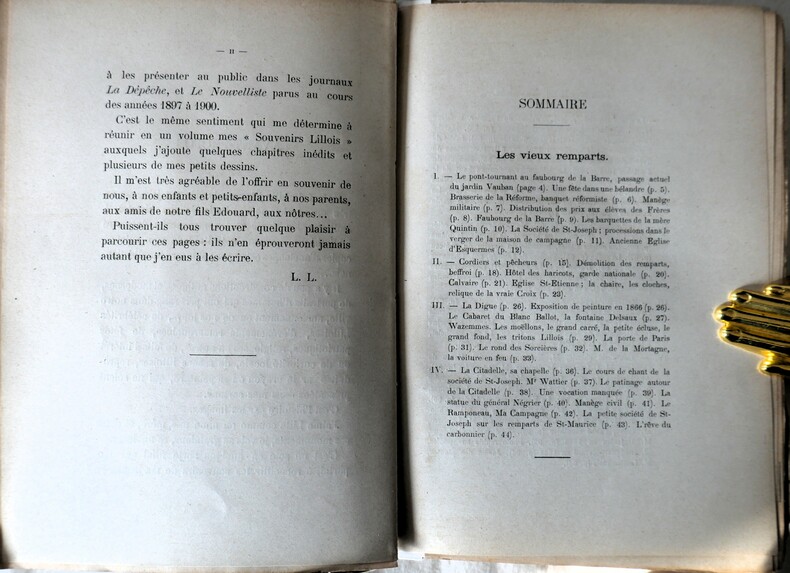 — II —
à les présenter au public dans les journaux
La Dépêche, et Le Nouvelliste parus au cours
des années 1897 à 1900.
C'est le même sentiment qui me détermine à
réunir en un volume mes « Souvenirs Lillois »
auxquels j'ajoute quelques chapitres inédits et
plusieurs de mes petits dessins.
Il m'est très agréable de l'offrir en souvenir de
nous, à nos enfants et petits-enfants, à nos parents,
aux amis de notre fils Edouard, aux nôtres...
Puissent-ils tous trouver quelque plaisir à
parcourir ces pages : ils n'en éprouveront jamais
autant que j'en eus à les écrire.
L. L.
SOMMAIRE
Les vieux remparts.
I. — Le pont-tournant au faubourg de la Barre, passage actuel
du jardin Vauban (page 4). Une fête dans une bélandre (p. 5).
Brasserie de la Réforme, banquet réformiste (p. 6). Manège
militaire (p. 7). Distribution des prix aux élèves des Frères
(p. 8). Faubourg de la Barre (p. 9). Les barquettes de la mère
Quintin (p. 10). La Société de St-Joseph ; processions dans le
verger de la maison de campagne (p. 11). Ancienne Eglise
d'Esquermes (p. 12).
II. — Cordiers et pêcheurs (p. 15). Démolition des remparts,
beffroi (p. 18). Hôtel des haricots, garde nationale (p. 20).
Calvaire (p. 21). Eglise St-Etienne ; la chaire, les cloches,
relique de la vraie Croix (p. 23).
III. — La Digue (p. 26). Exposition de peinture en 1866 (p. 26).
Le Cabaret du Blanc Ballot, la fontaine Delsaux (p. 27).
Wazemmes. Les moëllons, le grand carré, la petite écluse, le
grand fond, les tritons Lillois (p. 29). La porte de Paris
(p. 31). Le rond des Sorcières (p. 32). M. de la Mortagne,
la voiture en feu (p. 33).
IV. — La Citadelle, sa chapelle (p. 36). Le cours de chant de la
société de St-Joseph. Mr Wattier (p. 37). Le patinage autour
de la Citadelle (p. 38). Une vocation manquée (p. 39). La
statue du général Négrier (p. 40). Manège civil (p. 41). Le
Ramponeau, Ma Campagne (p. 42). La petite société de St-
Joseph sur les remparts de St-Maurice (p. 43). L'rêve du
carbonnier (p. 44).